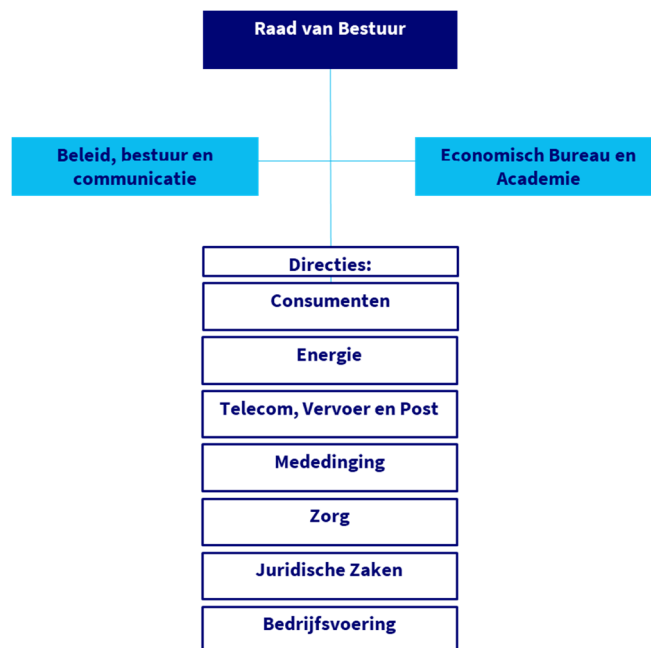 Raad van Bestuur
Beleid, bestuur en
communicatie
Economisch Bureau en
Academie
Directies:
Consumenten
Energie
Telecom, Vervoer en Post
Mededinging
Zorg
Juridische Zaken
Bedrijfsvoering